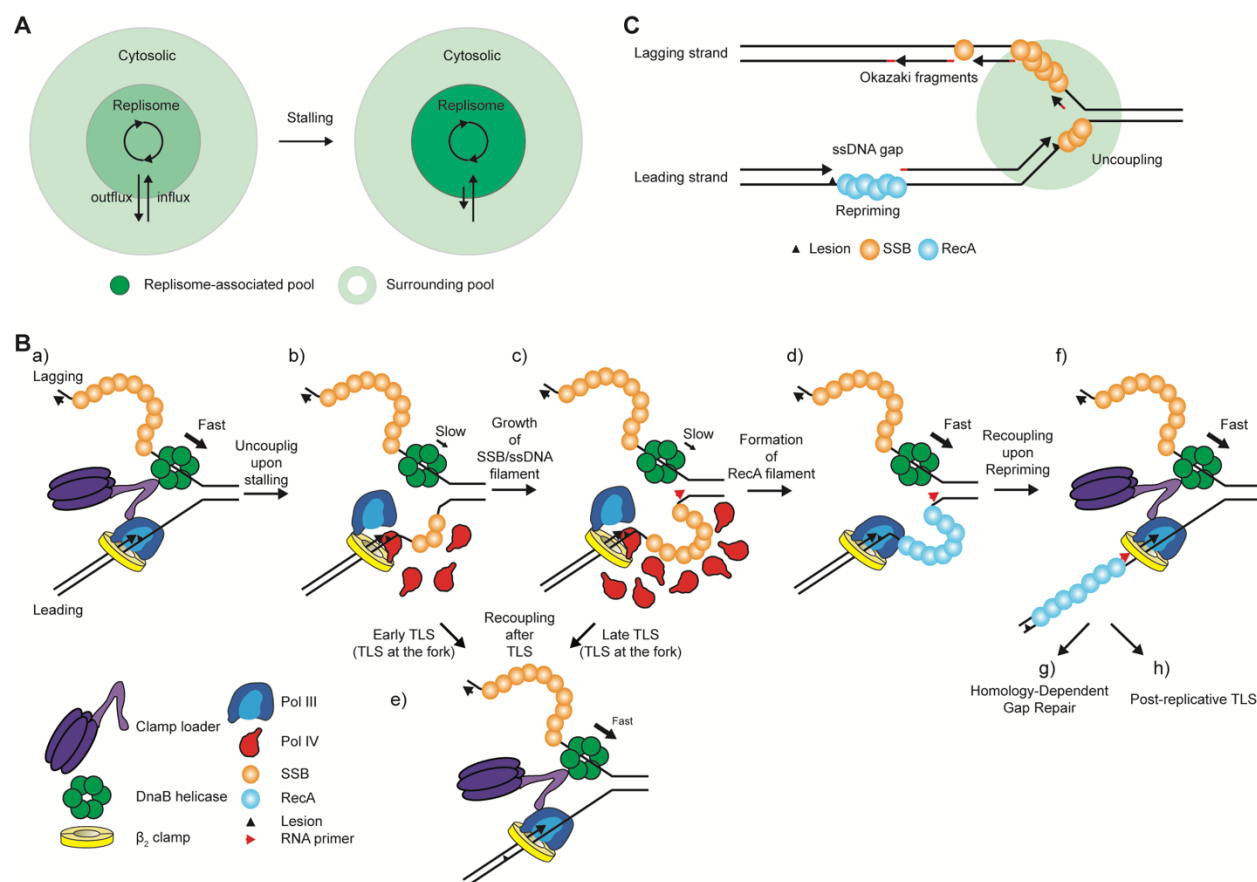 A
Cytosolic
Replisome
outflux
influx
Stalling
Cytosolic
Replisome
Replisome-associated pool
Surrounding pool
C
Lagging strand
Okazaki fragments
ssDNA gap
Uncoupling
Leading strand
Repriming
Lesion
SSB
RecA
B
a)
Lagging
Fast
Leading
Uncouplig
upon
stalling
b)
Slow
Growth
of
SSB/ssDNA
filament
c)
Slow
Formation
of
RecA filament
d)
Fast
Recoupling
upon
Repriming
f)
Fast
Early TLS
(TLS at the fork)
Recoupling
after
TLS
Late TLS
(TLS at the fork)
e)
Fast
g)
Homology-Dependent
Gap Repair
h)
Post-replicative TLS
Clamp loader
DnaB helicase
β₂ clamp
Pol III
Pol IV
SSB
RecA
Lesion
RNA primer